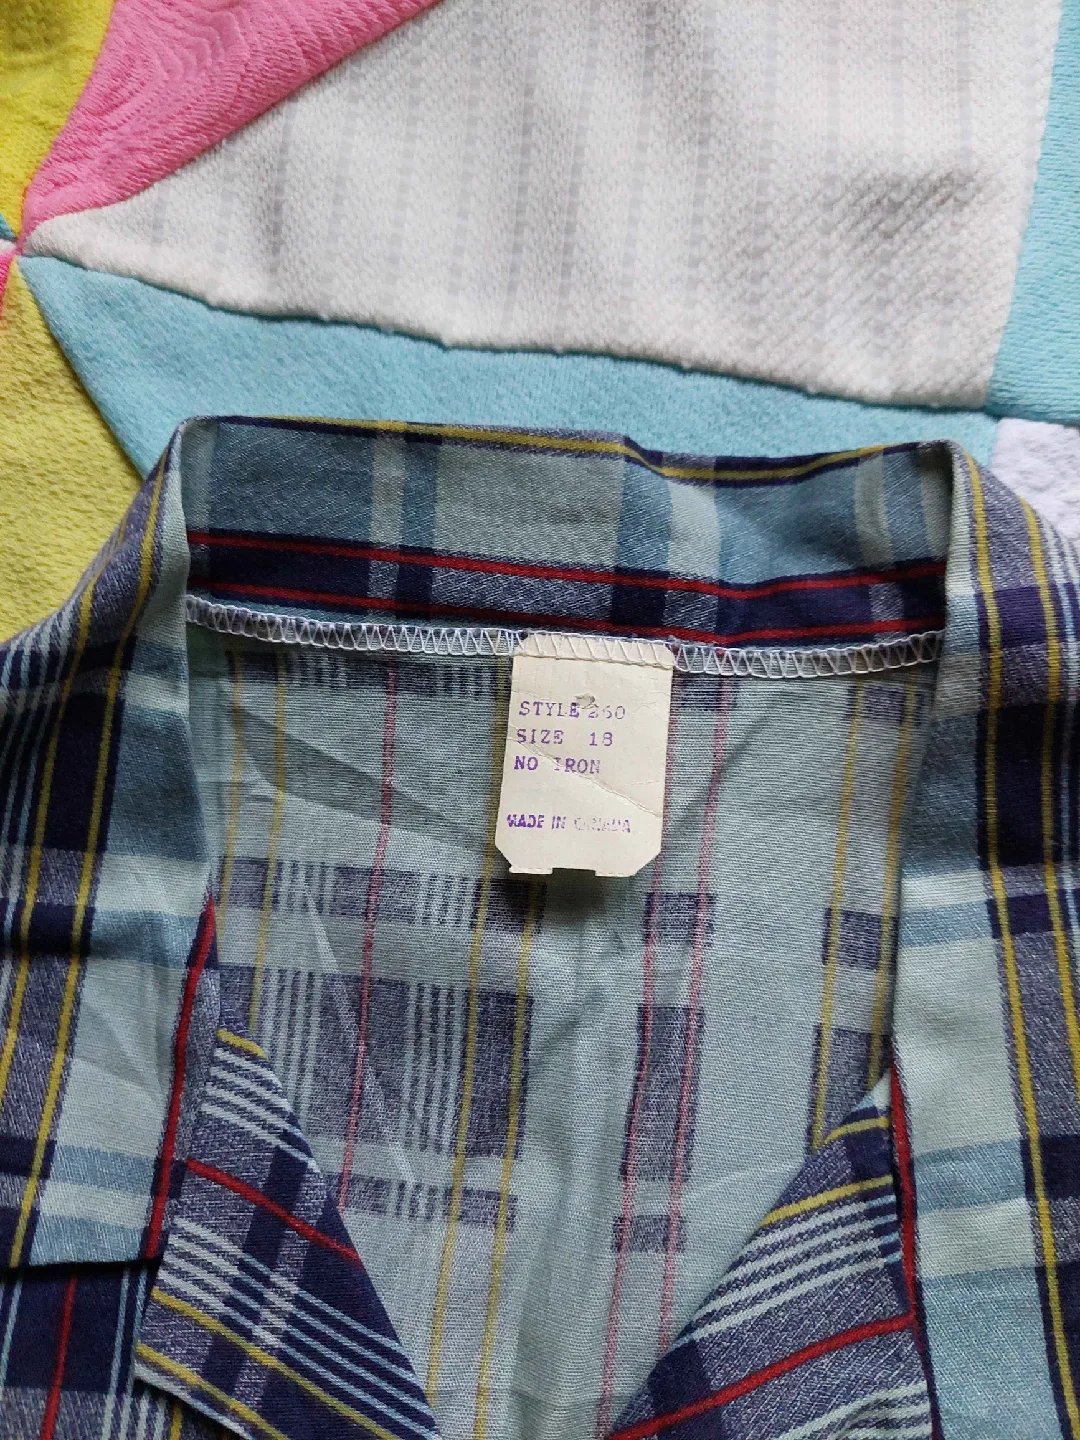 STYLE 260
SIZE 18
NO IRON
MADE IN CANADA